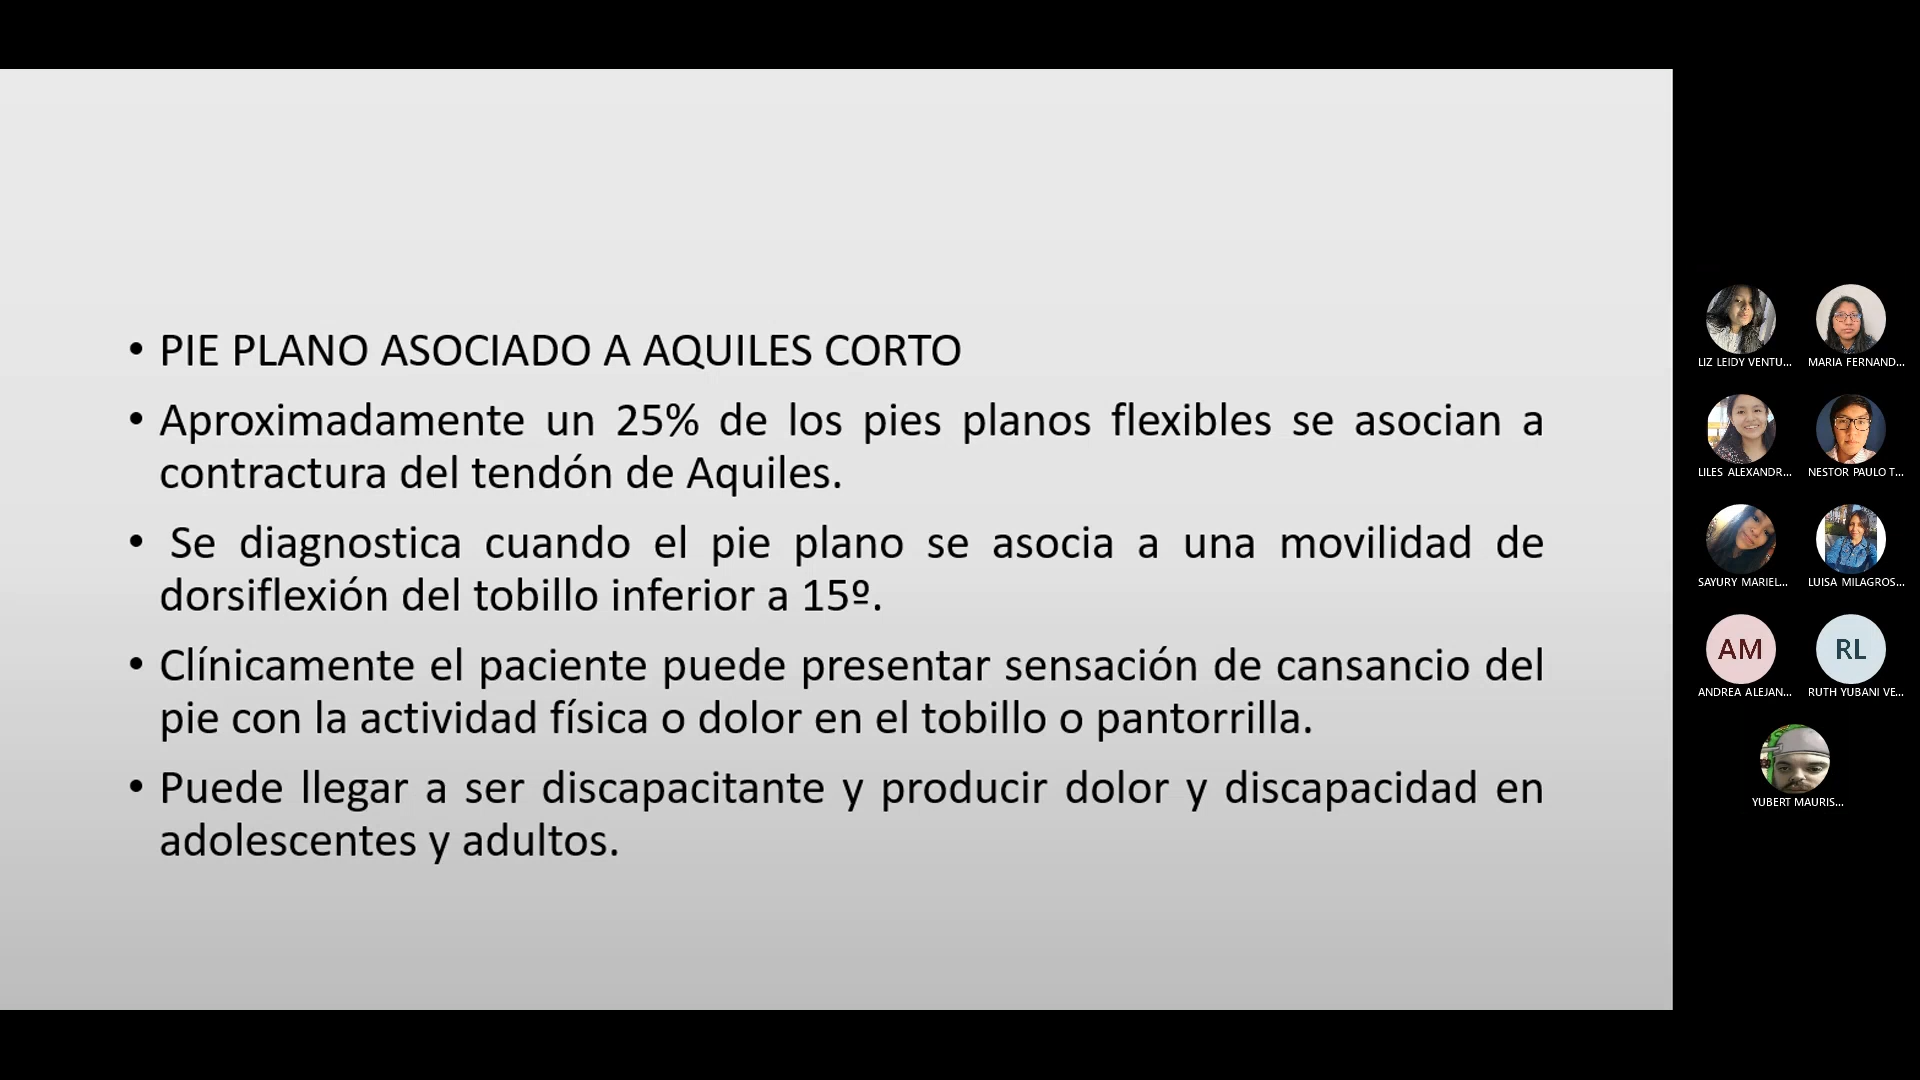 • PIE PLANO ASOCIADO A AQUILES CORTO
• Aproximadamente un 25% de los pies planos flexibles se asocian a
contractura del tendón de Aquiles.
• Se diagnostica cuando el pie plano se asocia a una movilidad de
dorsiflexión del tobillo inferior a 15º.
• Clínicamente el paciente puede presentar sensación de cansancio del
pie con la actividad física o dolor en el tobillo o pantorrilla.
• Puede llegar a ser discapacitante y producir dolor y discapacidad en
adolescentes y adultos.
LIZ LEIDY VENTU...
MARIA FERNAND...
LILES ALEXANDR...
NESTOR PAULO T...
SAYURY MARIEL...
LUISA MILAGROS...
AM
RL
ANDREA ALEJAN...
RUTH YUBANI VE...
YUBERT MAURIS...